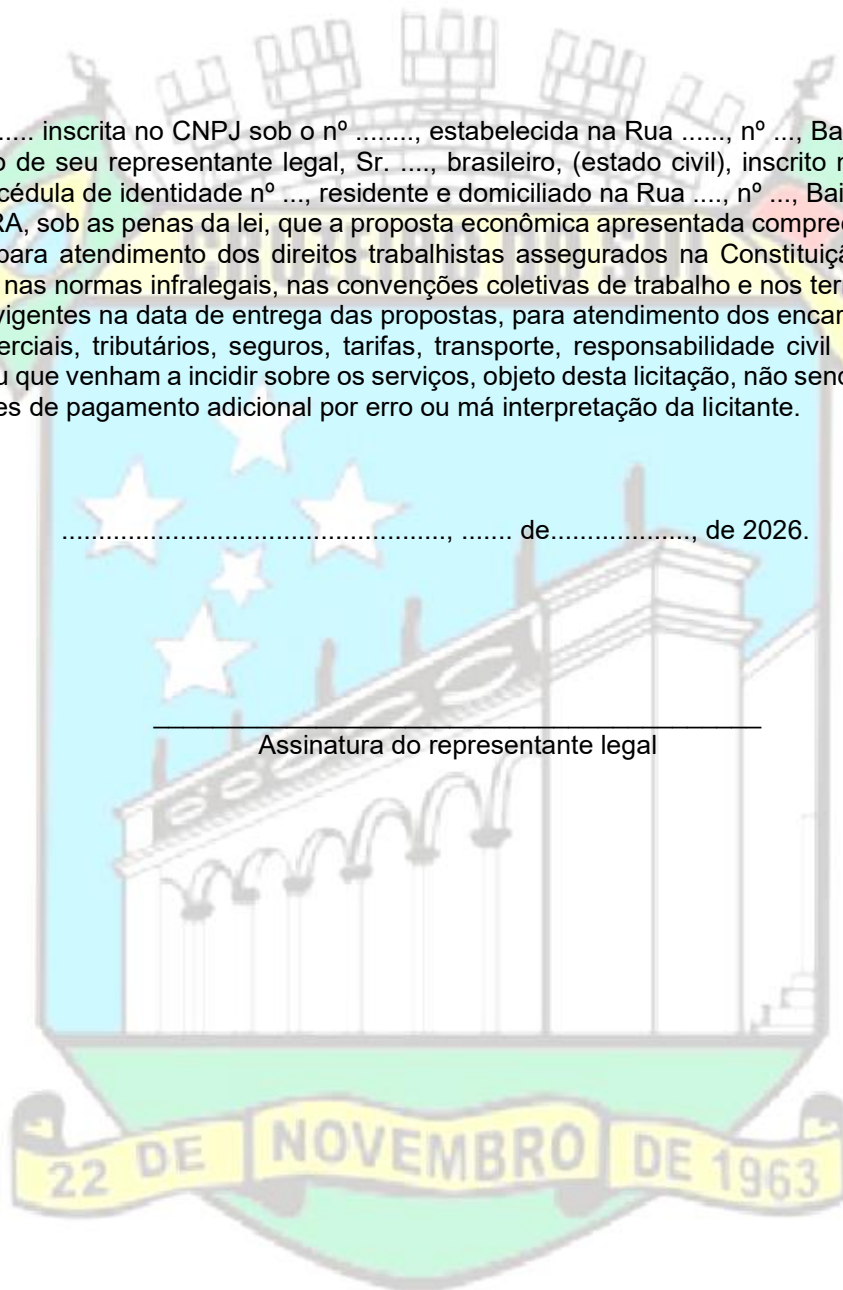 ..... inscrita no CNPJ sob o nº ........, estabelecida na Rua ......, nº ..., Ba
o de seu representante legal, Sr. ...., brasileiro, (estado civil), inscrito n
cédula de identidade nº ..., residente e domiciliado na Rua ...., nº ..., Bai
RA, sob as penas da lei, que a proposta econômica apresentada compree
para atendimento dos direitos trabalhistas assegurados na Constituiçã
nas normas infralegais, nas convenções coletivas de trabalho e nos ter
vigentes na data de entrega das propostas, para atendimento dos encar
erciais, tributários, seguros, tarifas, transporte, responsabilidade civil
u que venham a incidir sobre os serviços, objeto desta licitação, não send
es de pagamento adicional por erro ou má interpretação da licitante.
CRUZEIRO DO SUL
...................................................., ....... de..................., de 2026.
Assinatura do representante legal
22 DE NOVEMBRO DE 1963